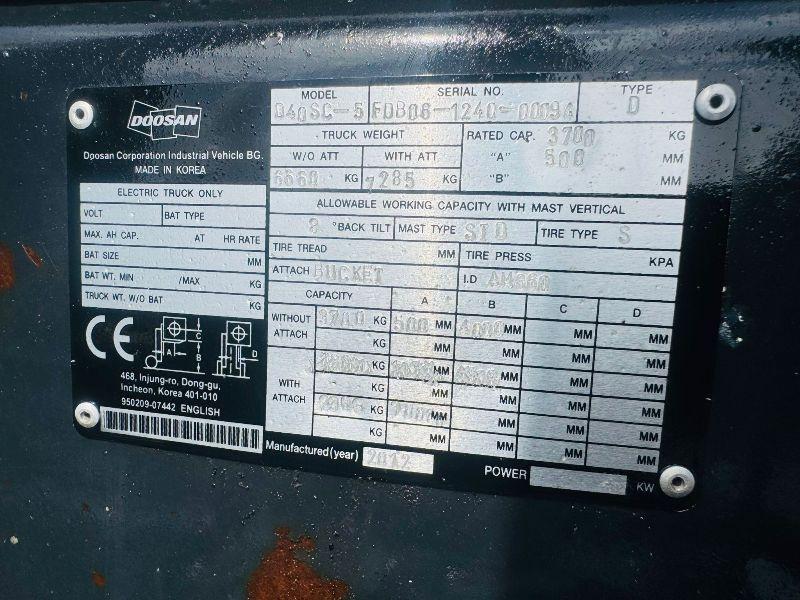 DOOSAN
Doosan Corporation Industrial Vehicle BG.
MADE IN KOREA
MODEL SERIAL NO. TYPE
D40SC-5 FDB06-1240-00094 D
TRUCK WEIGHT RATED CAP. 3700 KG
W/O ATT WITH ATT "A" 500 MM
6660 KG 7285 KG "B" MM
ELECTRIC TRUCK ONLY
VOLT BAT TYPE
MAX. AH CAP. AT HR RATE
BAT SIZE MM
BAT WT. MIN /MAX KG
TRUCK WT. W/O BAT KG
ALLOWABLE WORKING CAPACITY WITH MAST VERTICAL
°BACK TILT MAST TYPE STD TIRE TYPE S
TIRE TREAD MM TIRE PRESS KPA
ATTACH BUCKET I.D
CAPACITY A B C D
WITHOUT ATTACH KG 500 MM 4000 MM MM MM
KG MM MM MM MM
KG MM MM MM MM
WITH ATTACH KG MM MM MM MM
KG MM MM MM MM
KG MM MM MM MM
CE
C
A B D
468, Injung-ro, Dong-gu,
Incheon, Korea 401-010
950209-07442 ENGLISH
Manufactured(year) 2012 POWER KW